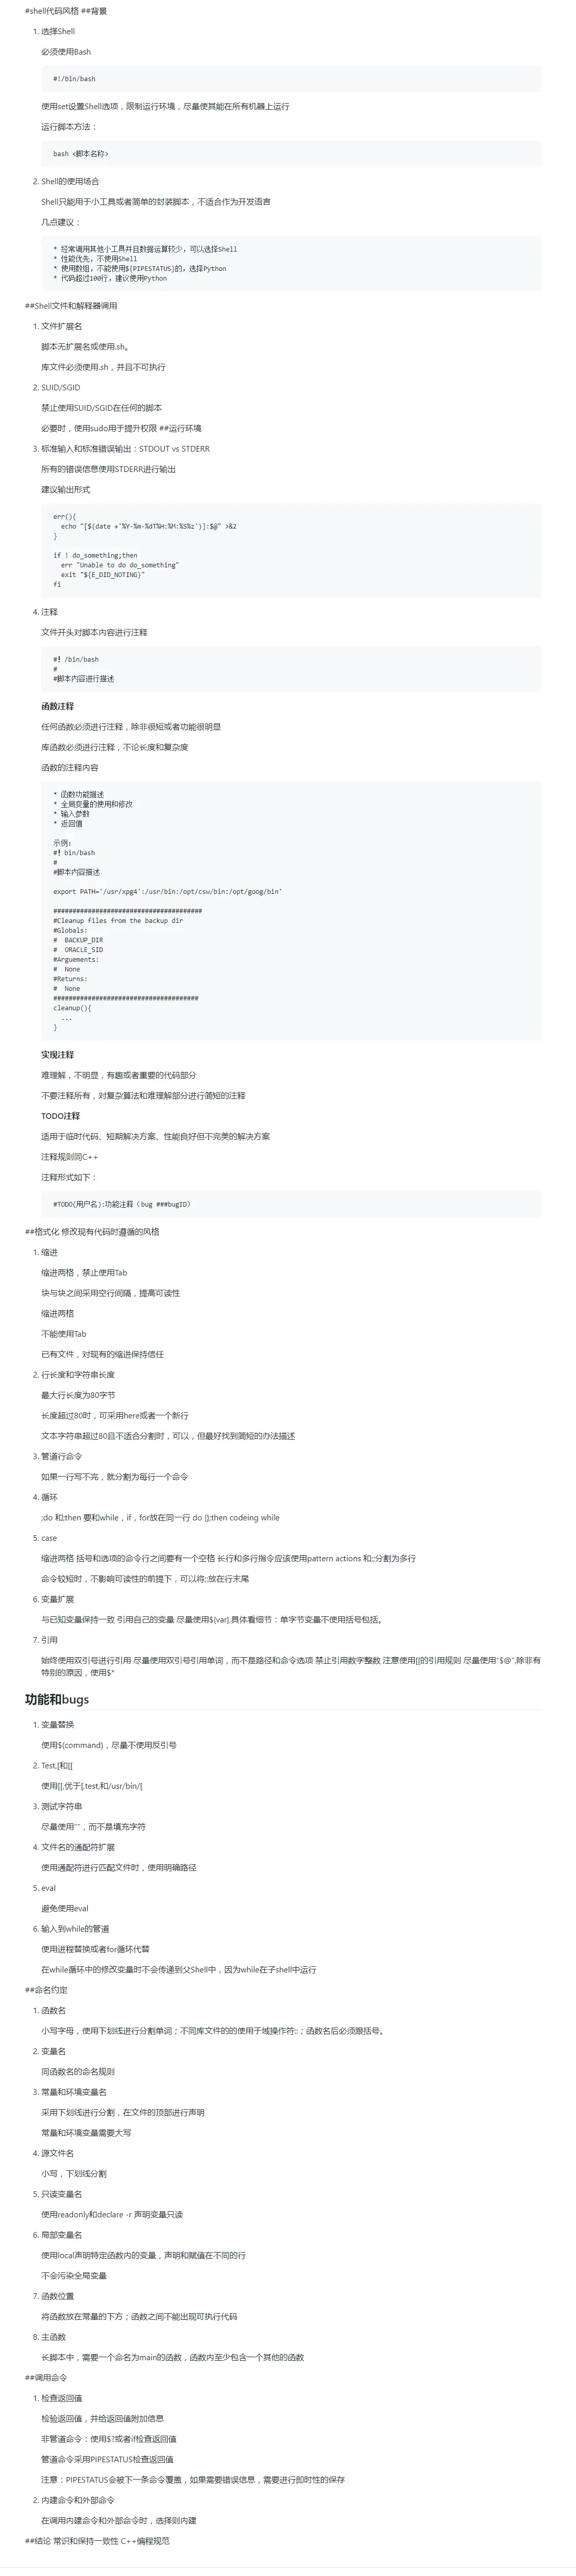 #shell代码风格 ##背景
1. 选择Shell
必须使用Bash
#!/bin/bash
使用set设置Shell选项，限制运行环境，尽量使其能在所有机器上运行
运行脚本方法：
bash <脚本名称>
2. Shell的使用场合
Shell只能用于小工具或者简单的封装脚本，不适合作为开发语言
几点建议：
* 经常调用其他小工具并且数据运算较少，可以选择Shell
* 性能优先，不使用Shell
* 使用数组，不能使用${PIPESTATUS}的，选择Python
* 代码超过100行，建议使用Python
##Shell文件和解释器调用
1. 文件扩展名
脚本无扩展名或使用.sh。
库文件必须使用.sh，并且不可执行
2. SUID/SGID
禁止使用SUID/SGID在任何的脚本
必要时，使用sudo用于提升权限 ##运行环境
3. 标准输入和标准错误输出：STDOUT vs STDERR
所有的错误信息使用STDERR进行输出
建议输出形式
err(){
  echo "[$(date +'%Y-%m-%dT%H:%M:%S%z')]:$@" >&2
}
if ! do_something;then
  err "Unable to do do_something"
  exit "${E_DID_NOTING}"
fi
4. 注释
文件开头对脚本内容进行注释
#！/bin/bash
#
#脚本内容进行描述
函数注释
任何函数必须进行注释，除非很短或者功能很明显
库函数必须进行注释，不论长度和复杂度
函数的注释内容
* 函数功能描述
* 全局变量的使用和修改
* 输入参数
* 返回值
示例：
#！bin/bash
#
#脚本内容描述
export PATH='/usr/xpg4':/usr/bin:/opt/csw/bin:/opt/goog/bin'
#######################################
#Cleanup files from the backup dir
#Globals:
#  BACKUP_DIR
#  ORACLE_SID
#Arguements:
#  None
#Returns:
#  None
######################################
cleanup(){
  ...
}
实现注释
难理解，不明显，有趣或者重要的代码部分
不要注释所有，对复杂算法和难理解部分进行简短的注释
TODO注释
适用于临时代码、短期解决方案、性能良好但不完美的解决方案
注释规则同C++
注释形式如下：
#TODO(用户名):功能注释（bug ###bugID）
##格式化 修改现有代码时遵循的风格
1. 缩进
缩进两格，禁止使用Tab
块与块之间采用空行间隔，提高可读性
缩进两格
不能使用Tab
已有文件，对现有的缩进保持信任
2. 行长度和字符串长度
最大行长度为80字节
长度超过80时，可采用here或者一个新行
文本字符串超过80且不适合分割时，可以，但最好找到简短的办法描述
3. 管道行命令
如果一行写不完，就分割为每行一个命令
4. 循环
;do 和;then 要和while，if，for放在同一行 do {};then codeing while
5. case
缩进两格 括号和选项的命令行之间要有一个空格 长行和多行指令应该使用pattern actions 和;;分割为多行
命令较短时，不影响可读性的前提下，可以将;;放在行末尾
6. 变量扩展
与已知变量保持一致 引用自己的变量 尽量使用${var},具体看细节：单字节变量不使用括号包括。
7. 引用
始终使用双引号进行引用 尽量使用双引号引用单词，而不是路径和命令选项 禁止引用数字整数 注意使用[[的引用规则 尽量使用"$@",除非有
特别的原因，使用$*
功能和bugs
1. 变量替换
使用$(command)，尽量不使用反引号
2. Test,[和[[
使用[[,优于[,test,和/usr/bin/[
3. 测试字符串
尽量使用""，而不是填充字符
4. 文件名的通配符扩展
使用通配符进行匹配文件时，使用明确路径
5. eval
避免使用eval
6. 输入到while的管道
使用进程替换或者for循环代替
在while循环中的修改变量时不会传递到父Shell中，因为while在子shell中运行
##命名约定
1. 函数名
小写字母，使用下划线进行分割单词；不同库文件的的使用于域操作符::；函数名后必须跟括号。
2. 变量名
同函数名的命名规则
3. 常量和环境变量名
采用下划线进行分割，在文件的顶部进行声明
常量和环境变量需要大写
4. 源文件名
小写，下划线分割
5. 只读变量名
使用readonly和declare -r 声明变量只读
6. 局部变量名
使用local声明特定函数内的变量，声明和赋值在不同的行
不会污染全局变量
7. 函数位置
将函数放在常量的下方；函数之间不能出现可执行代码
8. 主函数
长脚本中，需要一个命名为main的函数，函数内至少包含一个其他的函数
##调用命令
1. 检查返回值
检验返回值，并给返回值附加信息
非管道命令：使用$?或者if检查返回值
管道命令采用PIPESTATUS检查返回值
注意：PIPESTATUS会被下一条命令覆盖，如果需要错误信息，需要进行即时性的保存
2. 内建命令和外部命令
在调用内建命令和外部命令时，选择则内建
##结论 常识和保持一致性 C++编程规范